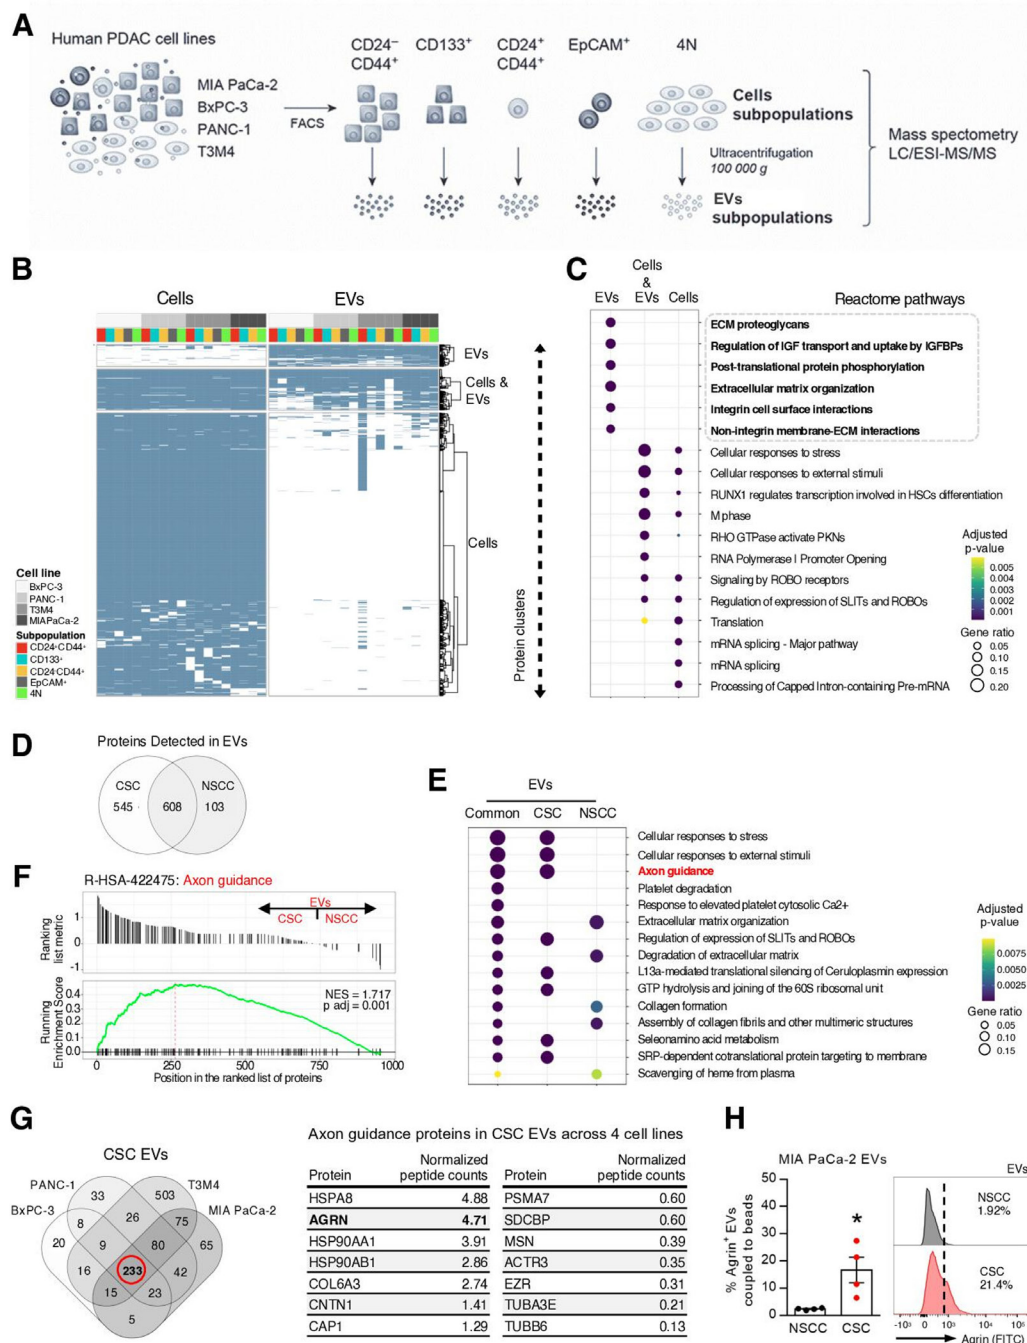 A
Human PDAC cell lines
MIA PaCa-2
BxPC-3
PANC-1
T3M4
FACS
CD24⁻
CD44⁺
CD133⁺
CD24⁺
CD44⁺
EpCAM⁺
4N
Cells
subpopulations
Ultracentrifugation
100 000 g
EVs
subpopulations
Mass spectometry
LC/ESI-MS/MS
B
Cells
EVs
EVs
Cells &
EVs
Cells
Protein clusters
Cell line
BxPC-3
PANC-1
T3M4
MIAPaCa-2
Subpopulation
CD24⁺CD44⁺
CD133⁺
CD24⁻CD44⁺
EpCAM⁺
4N
C
EVs
Cells
&
EVs
Cells
Reactome pathways
ECM proteoglycans
Regulation of IGF transport and uptake by IGFBPs
Post-translational protein phosphorylation
Extracellular matrix organization
Integrin cell surface interactions
Non-integrin membrane-ECM interactions
Cellular responses to stress
Cellular responses to external stimuli
RUNX1 regulates transcription involved in HSCs differentiation
M phase
RHO GTPase activate PKNs
RNA Polymerase I Promoter Opening
Signaling by ROBO receptors
Regulation of expression of SLITs and ROBOs
Translation
mRNA splicing - Major pathway
mRNA splicing
Processing of Capped Intron-containing Pre-mRNA
Adjusted
p-value
0.005
0.004
0.003
0.002
0.001
Gene ratio
0.05
0.10
0.15
0.20
D
Proteins Detected in EVs
CSC
NSCC
545
608
103
E
EVs
Common CSC NSCC
Cellular responses to stress
Cellular responses to external stimuli
Axon guidance
Platelet degradation
Response to elevated platelet cytosolic Ca2+
Extracellular matrix organization
Regulation of expression of SLITs and ROBOs
Degradation of extracellular matrix
L13a-mediated translational silencing of Ceruloplasmin expression
GTP hydrolysis and joining of the 60S ribosomal unit
Collagen formation
Assembly of collagen fibrils and other multimeric structures
Seleonamino acid metabolism
SRP-dependent cotranslational protein targeting to membrane
Scavenging of heme from plasma
Adjusted
p-value
0.0075
0.0050
0.0025
Gene ratio
0.05
0.10
0.15
F
R-HSA-422475: Axon guidance
EVs
CSC NSCC
Ranking
list metric
1
0
-1
NES = 1.717
p adj = 0.001
Running
Enrichment Score
0.4
0.3
0.2
0.1
0.0
0 250 500 750 1000
Position in the ranked list of proteins
G
CSC EVs
PANC-1
T3M4
BxPC-3
MIA PaCa-2
33
503
8
26
75
20
9
80
65
16
233
42
15
23
5
Axon guidance proteins in CSC EVs across 4 cell lines
Protein Normalized peptide counts Protein Normalized peptide counts
HSPA8 4.88 PSMA7 0.60
AGRN 4.71 SDCBP 0.60
HSP90AA1 3.91 MSN 0.39
HSP90AB1 2.86 ACTR3 0.35
COL6A3 2.74 EZR 0.31
CNTN1 1.41 TUBA3E 0.21
CAP1 1.29 TUBB6 0.13
H
MIA PaCa-2 EVs
% Agrin⁺ EVs
coupled to beads
50
40
30
20
10
0
*
NSCC CSC
EVs
NSCC
1.92%
CSC
21.4%
-10³ 0 10³ 10⁴ 10⁵
Agrin (FITC)